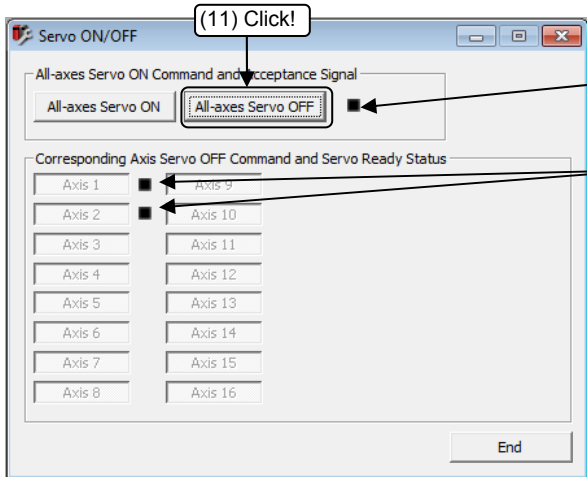 (11) Click!
Servo ON/OFF
All-axes Servo ON Command and Acceptance Signal
All-axes Servo ON All-axes Servo OFF
Corresponding Axis Servo OFF Command and Servo Ready Status
Axis 1 Axis 9
Axis 2 Axis 10
Axis 3 Axis 11
Axis 4 Axis 12
Axis 5 Axis 13
Axis 6 Axis 14
Axis 7 Axis 15
Axis 8 Axis 16
End